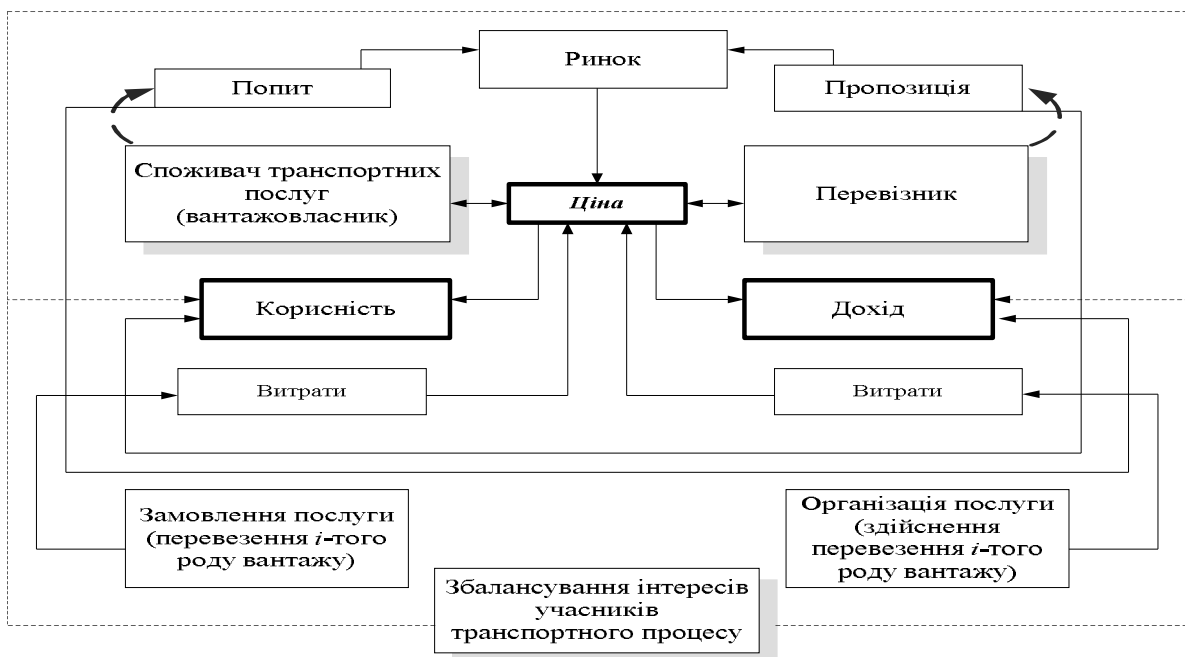 Ринок
Попит
Пропозиція
Споживач транспортних
послуг
(вантажовласник)
Ціна
Перевізник
Корисність
Дохід
Витрати
Витрати
Замовлення послуги
(перевезення і-того
роду вантажу)
Організація послуги
(здійснення
перевезення і-того
роду вантажу)
Збалансування інтересів
учасників
транспортного процесу